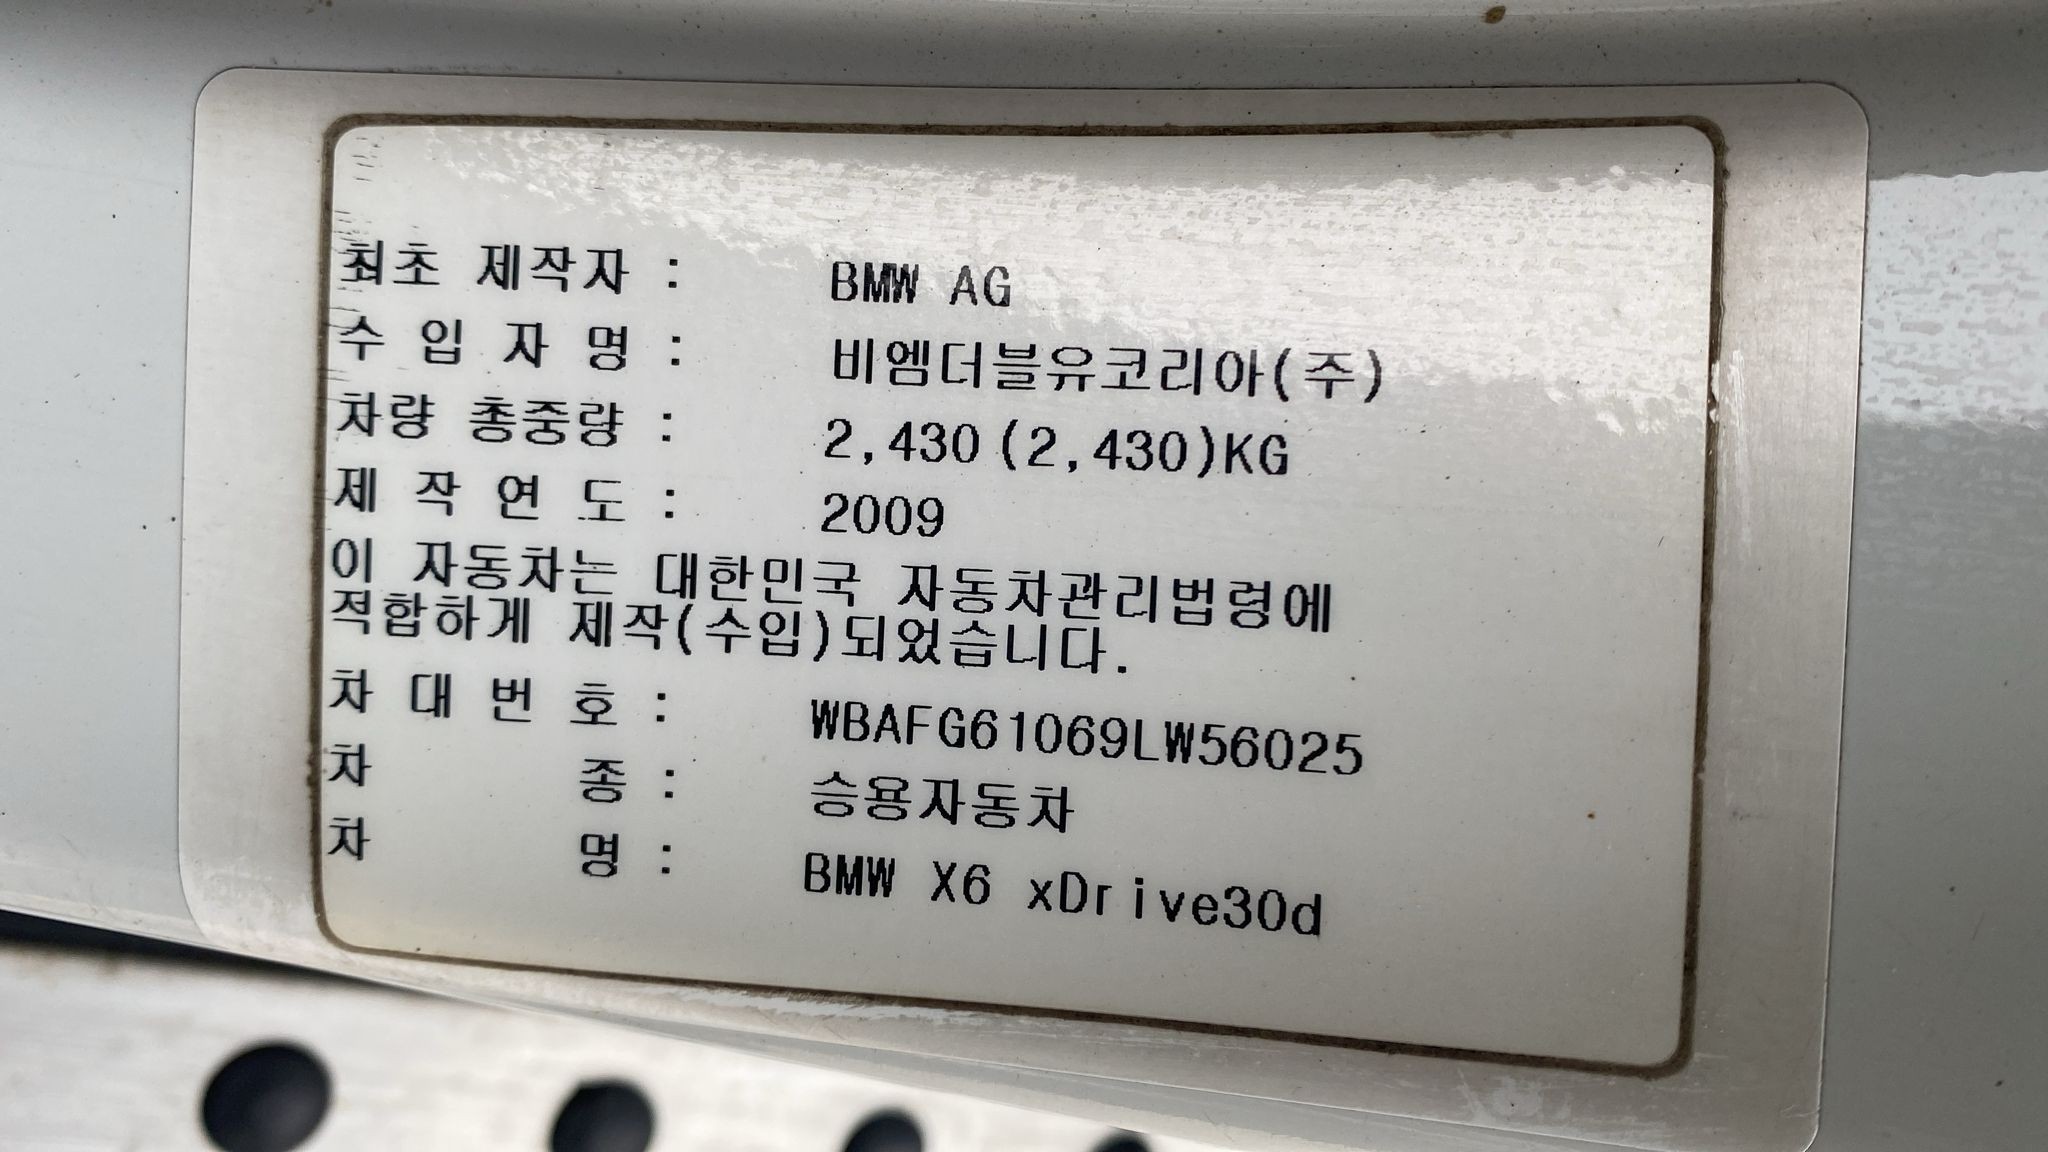 최초 제작자 : BMW AG
수 입 자 명 : 비엠더블유코리아(주)
차량 총중량 : 2,430(2,430)KG
제 작 연 도 : 2009
이 자동차는 대한민국 자동차관리법령에
적합하게 제작(수입)되었습니다.
차 대 번 호 : WBAFG61069LW56025
차 종 : 승용자동차
차 명 : BMW X6 xDrive30d